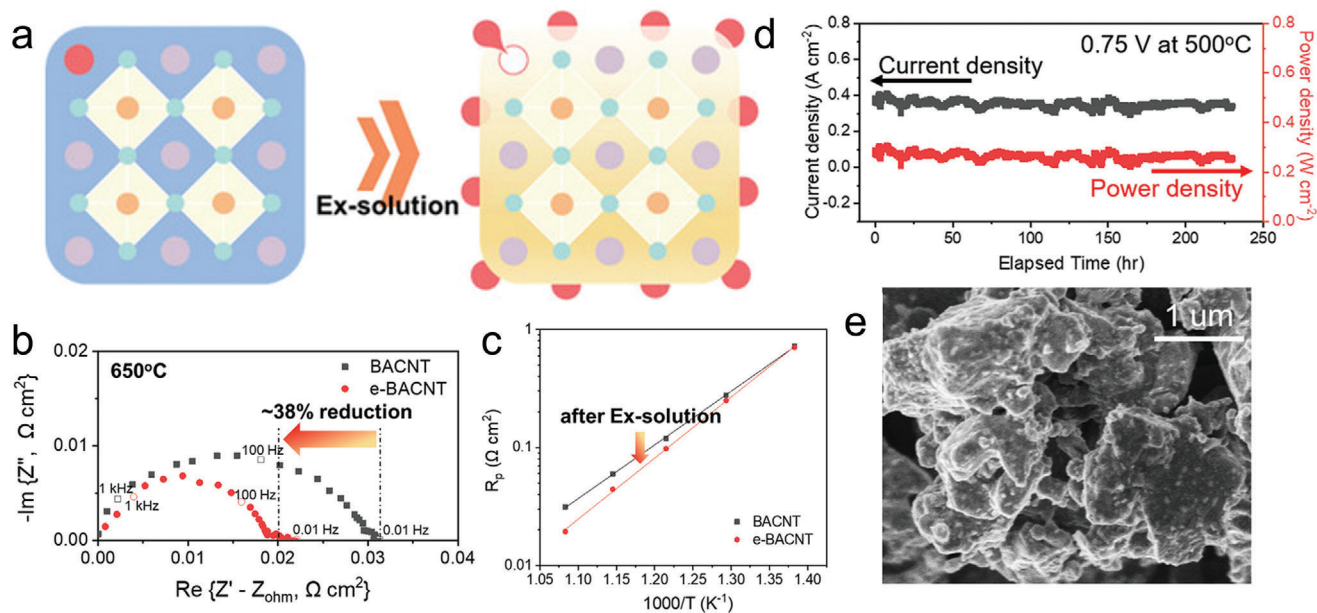 a
Ex-solution
b
0.02
0.01
0.00
-Im {Z", Ω cm²}
650ºC
BACNT
e-BACNT
~38% reduction
100 Hz
1 kHz
1 kHz
100 Hz
0.01 Hz
0.01 Hz
0.00 0.01 0.02 0.03 0.04
Re {Z' - Zohm, Ω cm²}
c
1
0.1
0.01
Rp (Ω cm²)
after Ex-solution
BACNT
e-BACNT
1.05 1.10 1.15 1.20 1.25 1.30 1.35 1.40
1000/T (K⁻¹)
d
0.8
0.6
0.4
0.2
0.0
-0.2
Current density (A cm⁻²)
0.75 V at 500ºC
Current density
Power density
0.8
0.6
0.4
0.2
0.0
Power density (W cm⁻²)
0 50 100 150 200 250
Elapsed Time (hr)
e
1 um